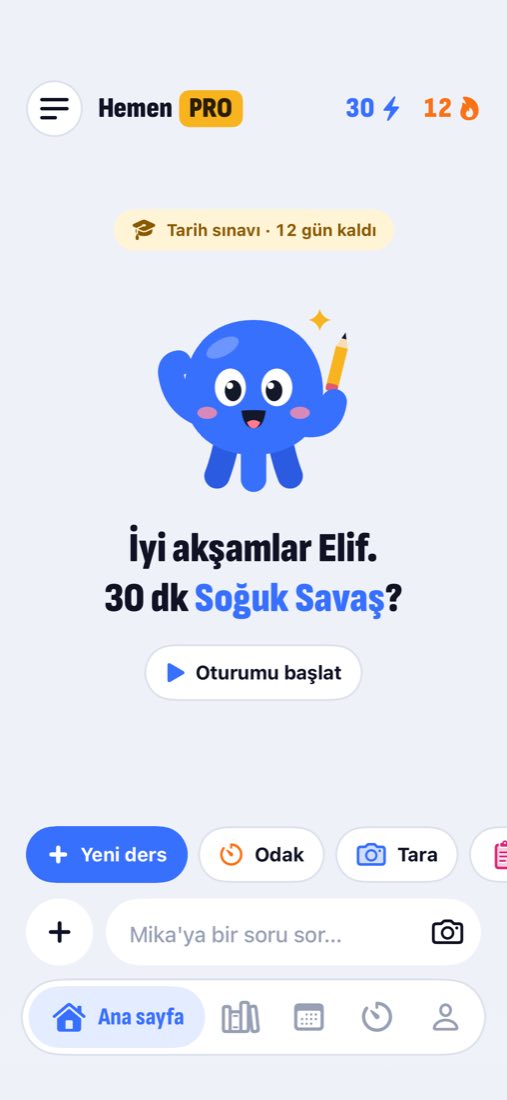 Hemen PRO
30
12
Tarih sınavı · 12 gün kaldı
İyi akşamlar Elif.
30 dk Soğuk Savaş?
Oturumu başlat
Yeni ders
Odak
Tara
Mika'ya bir soru sor...
Ana sayfa